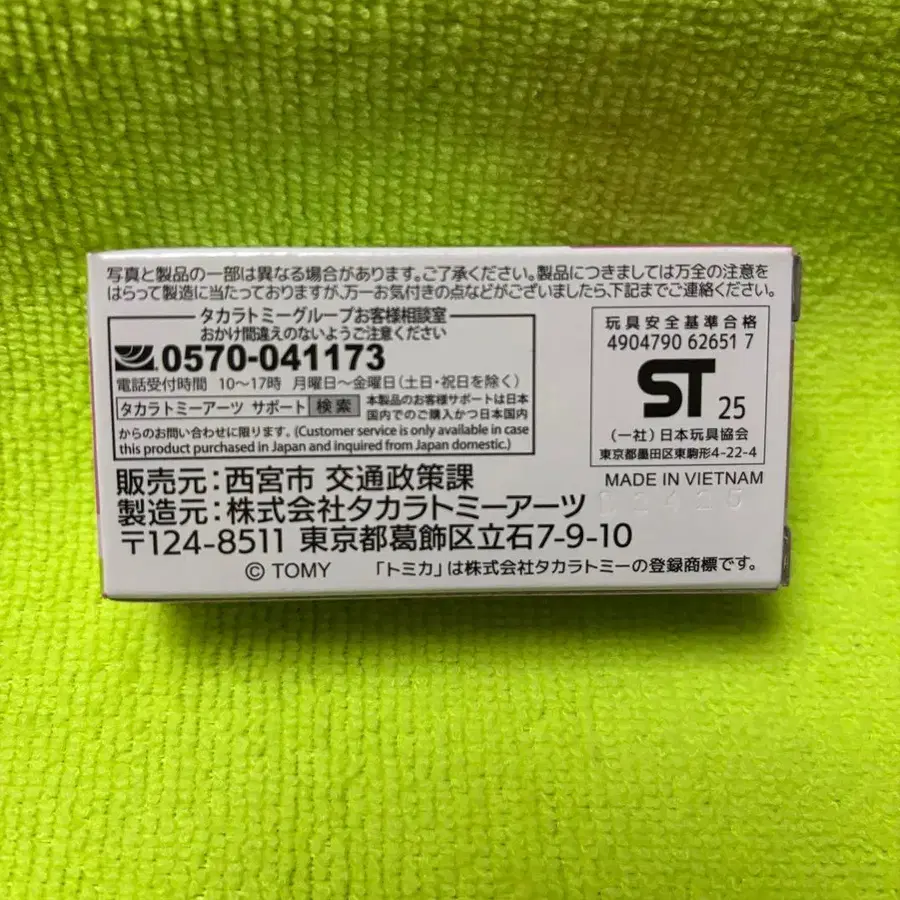 写真と製品の一部は異なる場合があります。ご了承ください。製品につきましては万全の注意を
はらって製造に当たっておりますが、万一お気付きの点などがございましたら、下記までご連絡ください。
タカラトミーグループお客様相談室
おかけ間違えのないようご注意ください
0570-041173
電話受付時間 10〜17時 月曜日〜金曜日(土日・祝日を除く)
タカラトミーアーツ サポート 検索
本製品のお客様サポートは日本
国内でのご購入かつ日本国内
からのお問い合わせに限ります。(Customer service is only available in case
this product purchased in Japan and inquired from Japan domestic.)
玩具安全基準合格
4904790 62651 7
ST 25
(一社)日本玩具協会
東京都墨田区東駒形4-22-4
MADE IN VIETNAM
販売元:西宮市 交通政策課
製造元:株式会社タカラトミーアーツ
〒124-8511 東京都葛飾区立石7-9-10
© TOMY 「トミカ」は株式会社タカラトミーの登録商標です。